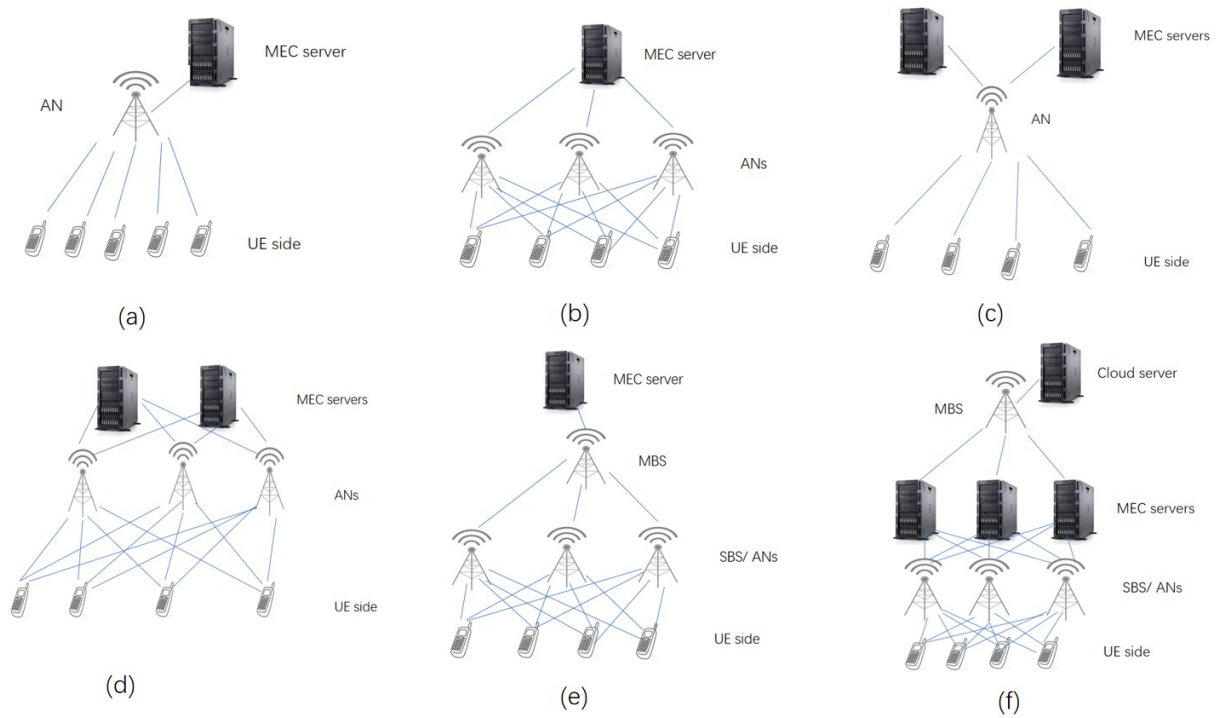 MEC server
AN
UE side
(a)
MEC server
ANs
UE side
(b)
MEC servers
AN
UE side
(c)
MEC servers
ANs
UE side
(d)
MEC server
MBS
SBS/ ANs
UE side
(e)
Cloud server
MBS
MEC servers
SBS/ ANs
UE side
(f)